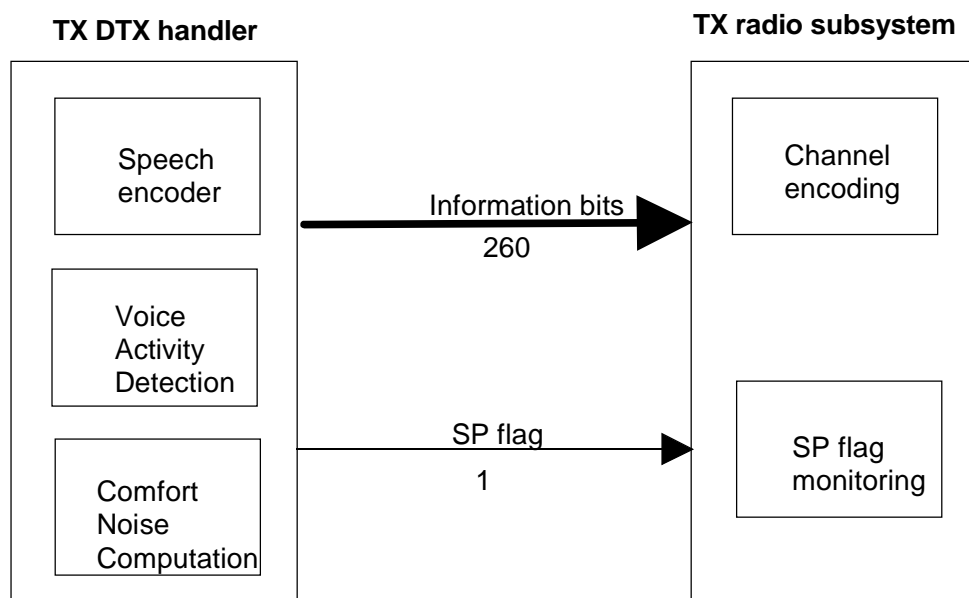 TX DTX handler
TX radio subsystem
Speech
encoder
Channel
encoding
Information bits
260
Voice
Activity
Detection
SP flag
1
SP flag
monitoring
Comfort
Noise
Computation